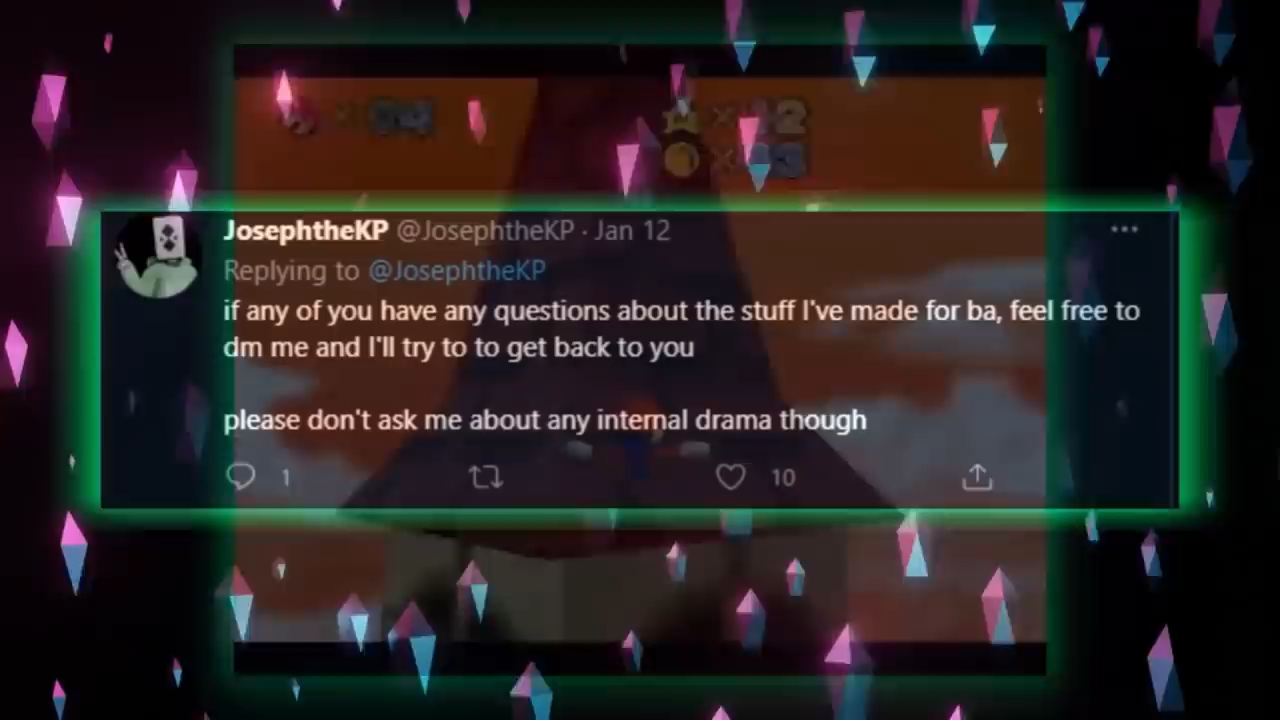 JosephtheKP @JosephtheKP · Jan 12
Replying to @JosephtheKP
if any of you have any questions about the stuff I've made for ba, feel free to
dm me and I'll try to to get back to you
please don't ask me about any internal drama though
1 10